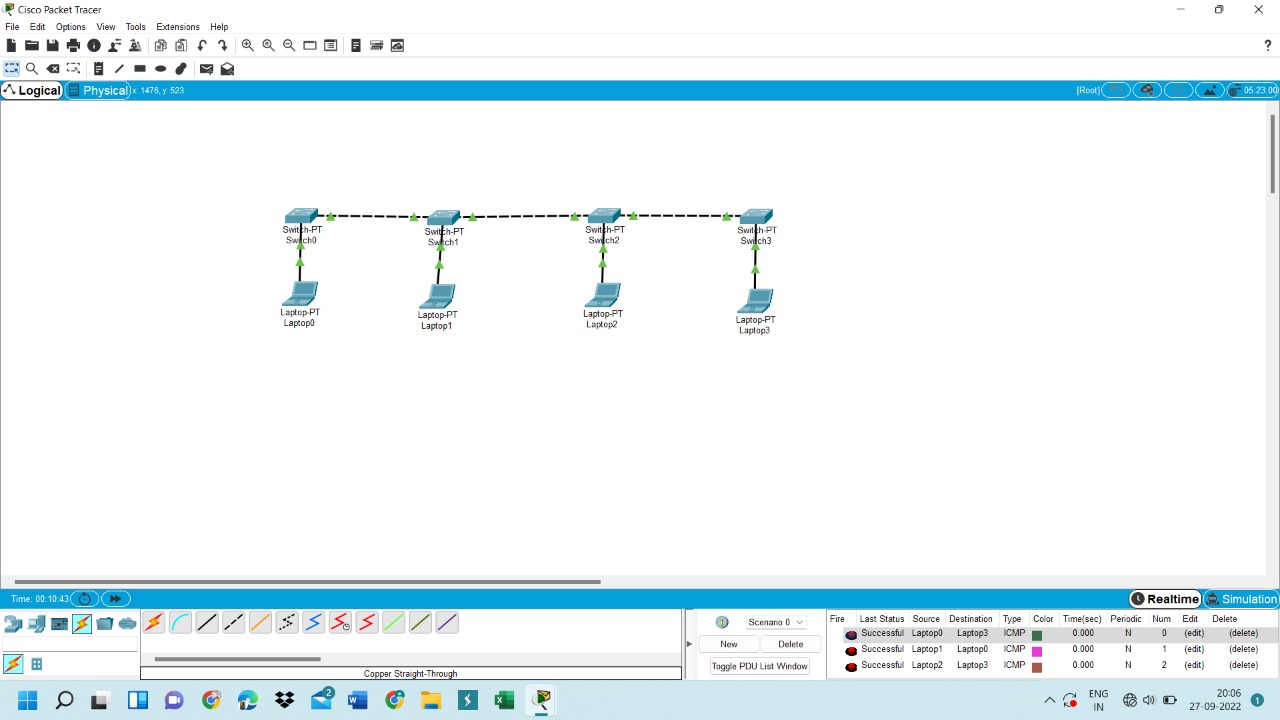 Cisco Packet Tracer
File Edit Options View Tools Extensions Help
?
Logical Physical x: 1476, y: 523 [Root] 05:23:00
Switch-PT
Switch0
Switch-PT
Switch1
Switch-PT
Switch2
Switch-PT
Switch3
Laptop-PT
Laptop0
Laptop-PT
Laptop1
Laptop-PT
Laptop2
Laptop-PT
Laptop3
Time: 00:10:43 Realtime Simulation
Copper Straight-Through
Scenario 0
New Delete
Toggle PDU List Window
Fire Last Status Source Destination Type Color Time(sec) Periodic Num Edit Delete
Successful Laptop0 Laptop3 ICMP 0.000 N 0 (edit) (delete)
Successful Laptop1 Laptop0 ICMP 0.000 N 1 (edit) (delete)
Successful Laptop2 Laptop3 ICMP 0.000 N 2 (edit) (delete)
2
ENG
IN
20:06
27-09-2022
1